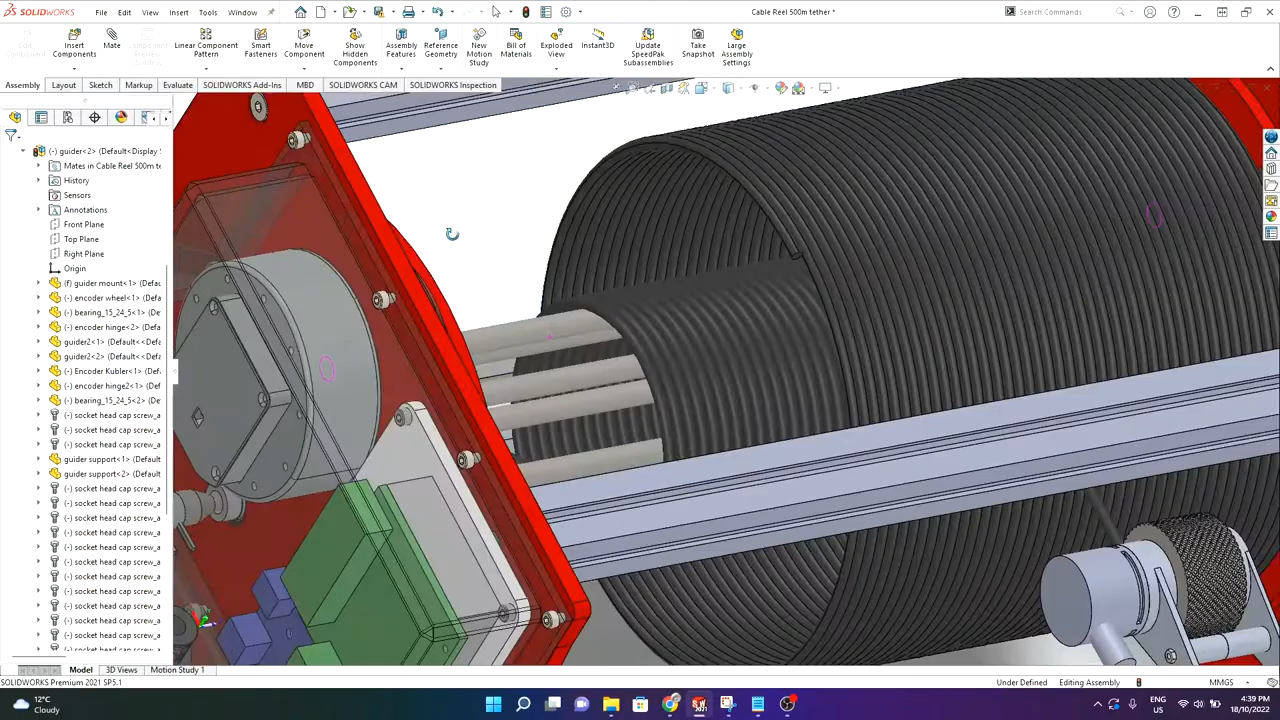 SOLIDWORKS
File
Edit
View
Insert
Tools
Window
Cable Reel 500m tether *
Search Commands
Insert Components
Mate
Linear Component Pattern
Smart Fasteners
Move Component
Show Hidden Components
Assembly Features
Reference Geometry
New Motion Study
Bill of Materials
Exploded View
Instant3D
Update SpeedPak Subassemblies
Take Snapshot
Large Assembly Settings
Assembly
Layout
Sketch
Markup
Evaluate
SOLIDWORKS Add-Ins
MBD
SOLIDWORKS CAM
SOLIDWORKS Inspection
(-) guider<2> (Default<Display
Mates in Cable Reel 500m te
History
Sensors
Annotations
Front Plane
Top Plane
Right Plane
Origin
(f) guider mount<1> (Defau
(-) encoder wheel<1> (Defa
(-) bearing_15_24_5<1> (Def
(-) encoder hinge<2> (Defau
guider2<1> (Default<<Defa
guider2<2> (Default<<Defa
(-) Encoder Kubler<1> (Defa
(-) encoder hinge2<1> (Def
(-) bearing_15_24_5<2> (Def
(-) socket head cap screw_a
(-) socket head cap screw_a
(-) socket head cap screw_a
guider support<1> (Default
guider support<2> (Default
(-) socket head cap screw_a
(-) socket head cap screw_a
(-) socket head cap screw_a
(-) socket head cap screw_a
(-) socket head cap screw_a
(-) socket head cap screw_a
(-) socket head cap screw_a
(-) socket head cap screw_a
(-) socket head cap screw_a
(-) socket head cap screw_a
(-) socket head cap screw_a
(-) socket head cap screw_a
Model
3D Views
Motion Study 1
SOLIDWORKS Premium 2021 SP5.1
Under Defined
Editing Assembly
MMGS
12°C
Cloudy
ENG
US
4:39 PM
18/10/2022